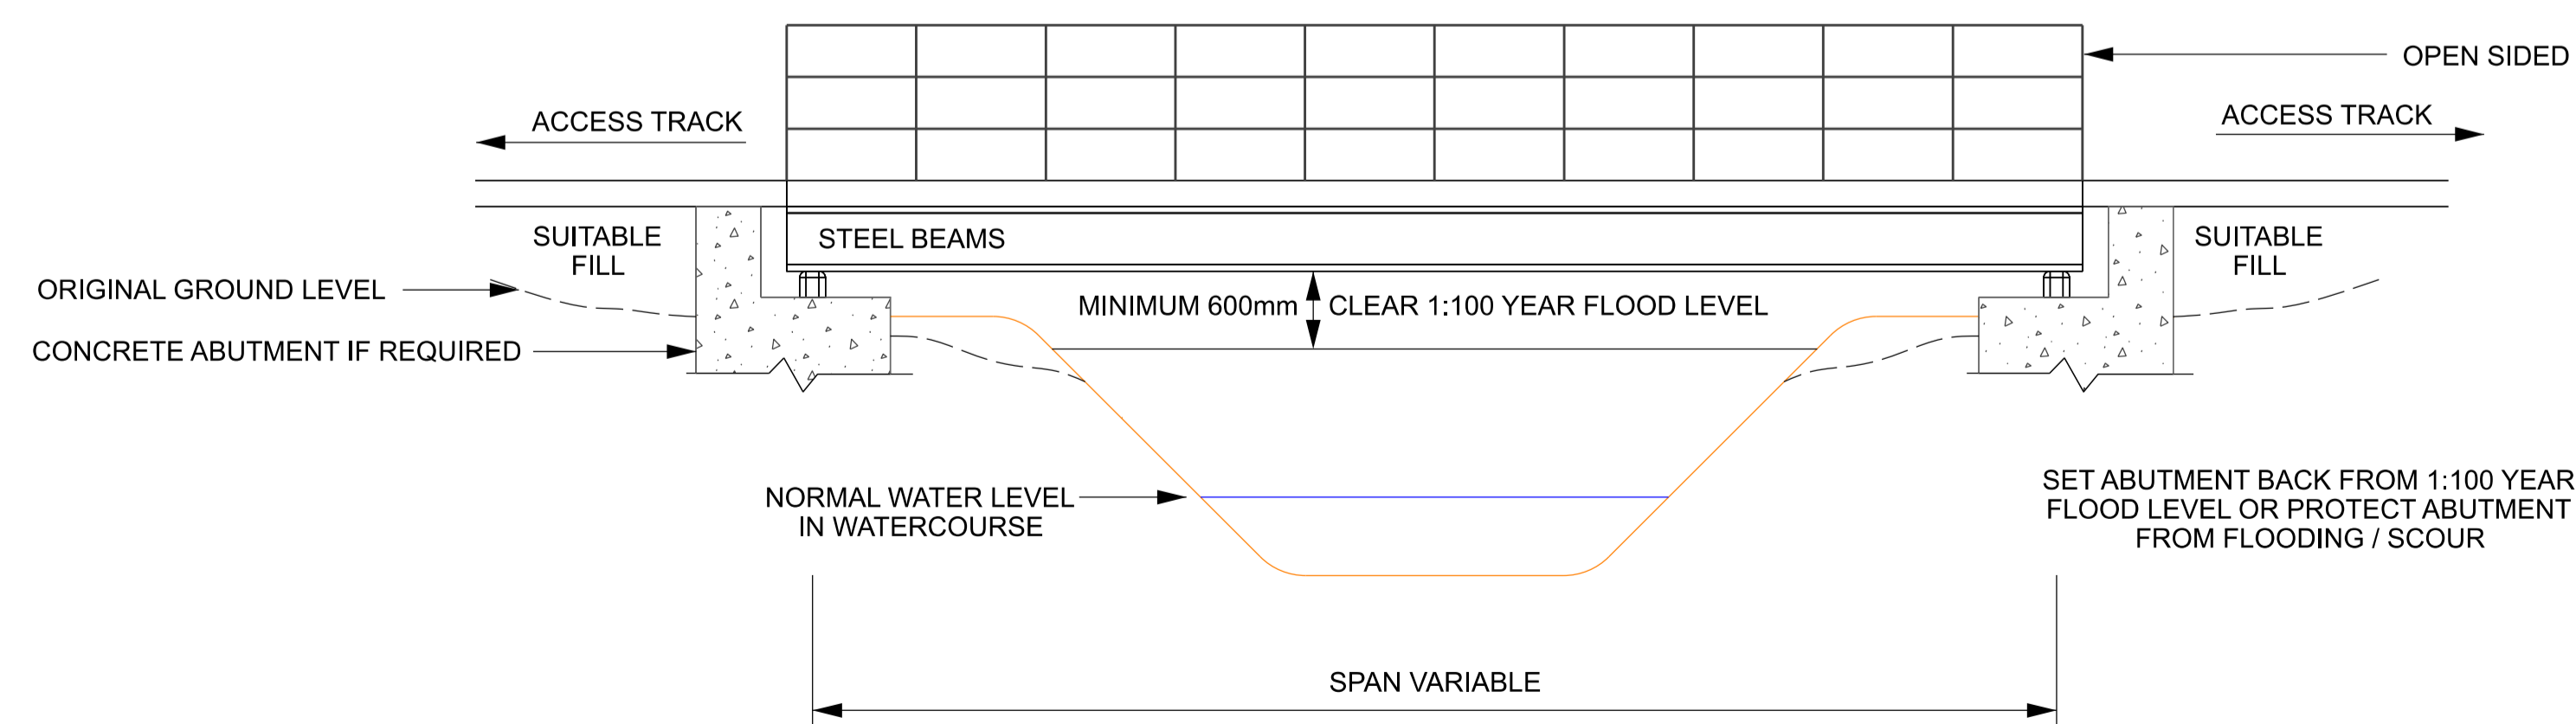 OPEN SIDED
ACCESS TRACK
ACCESS TRACK
STEEL BEAMS
SUITABLE
FILL
SUITABLE
FILL
ORIGINAL GROUND LEVEL
MINIMUM 600mm
CLEAR 1:100 YEAR FLOOD LEVEL
CONCRETE ABUTMENT IF REQUIRED
NORMAL WATER LEVEL
IN WATERCOURSE
SET ABUTMENT BACK FROM 1:100 YEAR
FLOOD LEVEL OR PROTECT ABUTMENT
FROM FLOODING / SCOUR
SPAN VARIABLE